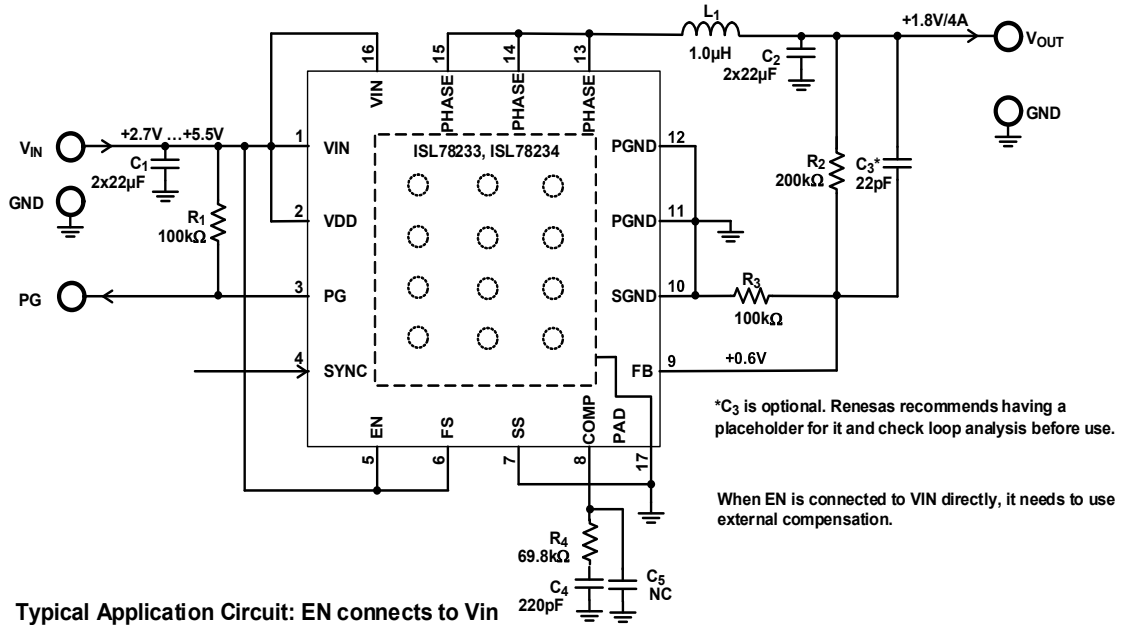 L1
1.0µH
+1.8V/4A
VOUT
C2
2x22µF
GND
16
15
14
13
VIN
PHASE
PHASE
PHASE
VIN
+2.7V ...+5.5V
C1
2x22µF
GND
R1
100kΩ
PG
1
VIN
2
VDD
3
PG
4
SYNC
ISL78233, ISL78234
PGND
12
PGND
11
SGND
10
FB
9
+0.6V
R2
200kΩ
C3*
22pF
R3
100kΩ
EN
FS
SS
COMP
PAD
5
6
7
8
17
*C3 is optional. Renesas recommends having a
placeholder for it and check loop analysis before use.
When EN is connected to VIN directly, it needs to use
external compensation.
R4
69.8kΩ
C4
220pF
C5
NC
Typical Application Circuit: EN connects to Vin